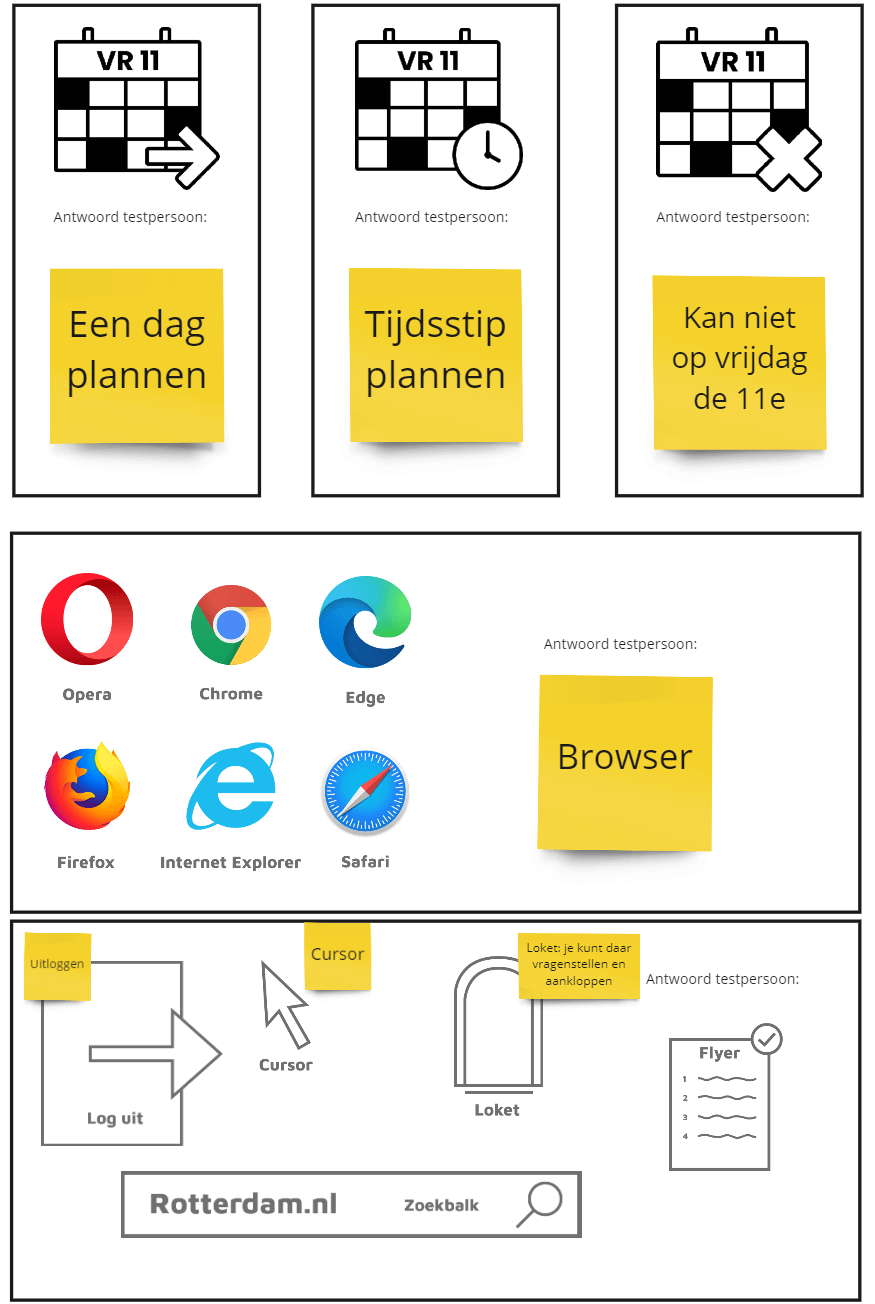 VR 11
Antwoord testpersoon:
Een dag
plannen
VR 11
Antwoord testpersoon:
Tijdsstip
plannen
VR 11
Antwoord testpersoon:
Kan niet
op vrijdag
de 11e
Opera
Chrome
Edge
Firefox
Internet Explorer
Safari
Antwoord testpersoon:
Browser
Uitloggen
Log uit
Cursor
Cursor
Loket: je kunt daar
vragenstellen en
aankloppen
Loket
Antwoord testpersoon:
Flyer
1
2
3
4
Rotterdam.nl
Zoekbalk